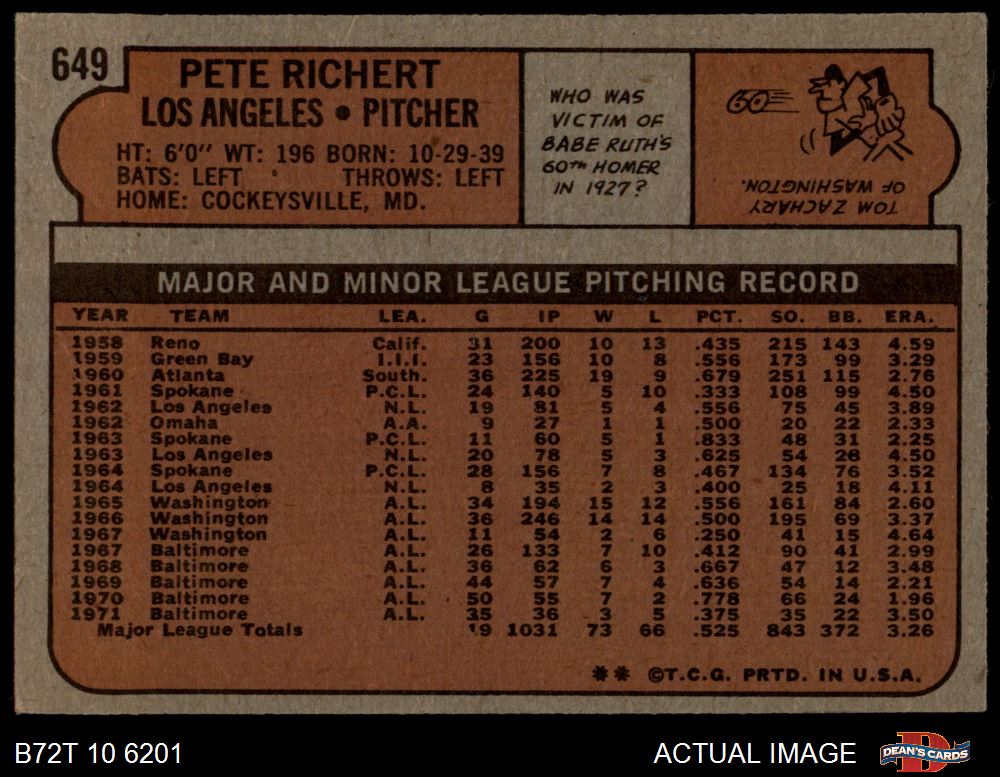 649
PETE RICHERT
LOS ANGELES • PITCHER
HT: 6'0" WT: 196 BORN: 10-29-39
BATS: LEFT THROWS: LEFT
HOME: COCKEYSVILLE, MD.
WHO WAS
VICTIM OF
BABE RUTH'S
60TH HOMER
IN 1927?
60
TOM ZACHARY
OF WASHINGTON.
MAJOR AND MINOR LEAGUE PITCHING RECORD
YEAR TEAM LEA. G IP W L PCT. SO. BB. ERA.
1958 Reno Calif. 31 200 10 13 .435 215 143 4.59
1959 Green Bay I.I.I. 23 156 10 8 .556 173 99 3.29
1960 Atlanta South. 36 225 19 9 .679 251 115 2.76
1961 Spokane P.C.L. 24 140 5 10 .333 108 99 4.50
1962 Los Angeles N.L. 19 81 5 4 .556 75 45 3.89
1962 Omaha A.A. 9 27 1 1 .500 20 22 2.33
1963 Spokane P.C.L. 11 60 5 1 .833 48 31 2.25
1963 Los Angeles N.L. 20 78 5 3 .625 54 28 4.50
1964 Spokane P.C.L. 28 156 7 8 .467 134 76 3.52
1964 Los Angeles N.L. 8 35 2 3 .400 25 18 4.11
1965 Washington A.L. 34 194 15 12 .556 161 84 2.60
1966 Washington A.L. 36 246 14 14 .500 195 69 3.37
1967 Washington A.L. 11 54 2 6 .250 41 15 4.64
1967 Baltimore A.L. 26 133 7 10 .412 90 41 2.99
1968 Baltimore A.L. 36 62 6 3 .667 47 12 3.48
1969 Baltimore A.L. 44 57 7 4 .636 54 14 2.21
1970 Baltimore A.L. 50 55 7 2 .778 66 24 1.96
1971 Baltimore A.L. 35 36 3 5 .375 35 22 3.50
Major League Totals 1031 73 66 .525 843 372 3.26
** ©T.C.G. PRTD. IN U.S.A.
B72T 10 6201
ACTUAL IMAGE
D
DEAN'S CARDS